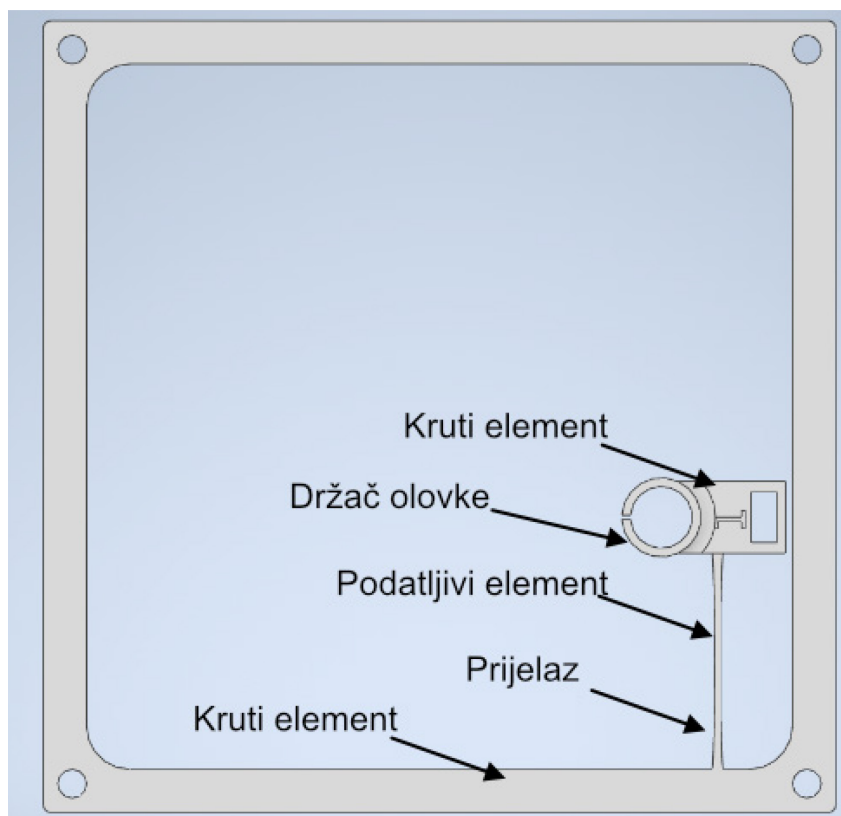 Kruti element
Držač olovke
Podatljivi element
Prijelaz
Kruti element